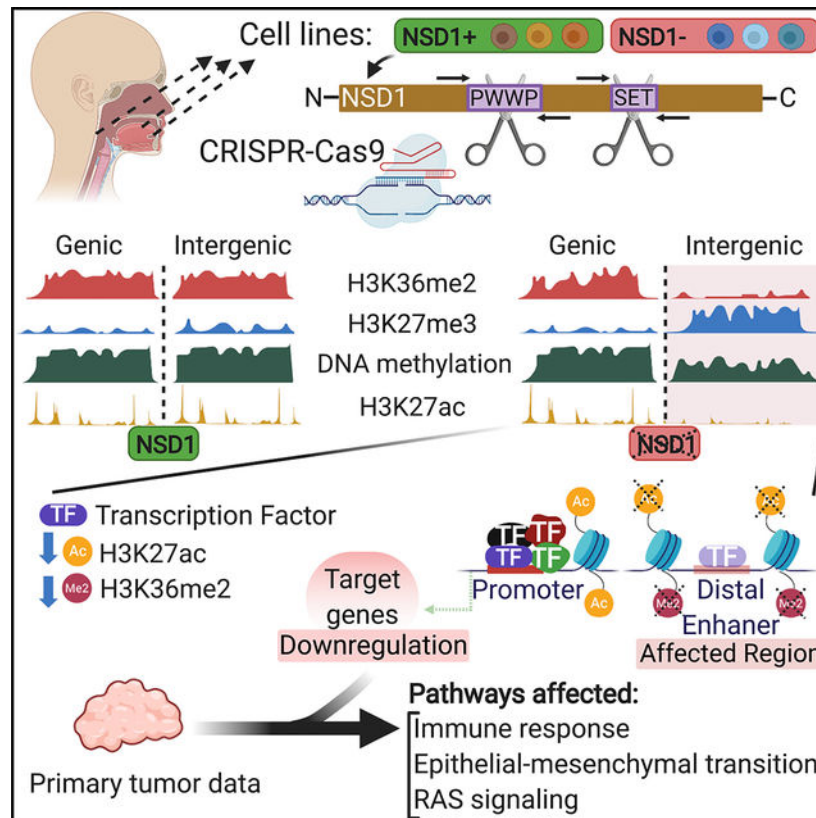 Cell lines:
NSD1+
NSD1-
N
NSD1
PWWP
SET
C
CRISPR-Cas9
Genic
Intergenic
Genic
Intergenic
H3K36me2
H3K27me3
DNA methylation
H3K27ac
NSD1
NSD1
TF Transcription Factor
Ac H3K27ac
Me2 H3K36me2
Target
genes
Downregulation
TF
TF
TF
TF
Ac
Ac
Promoter
Ac
Ac
TF
Me2
Me2
Distal
Enhaner
Affected Region
Primary tumor data
Pathways affected:
Immune response
Epithelial-mesenchymal transition
RAS signaling